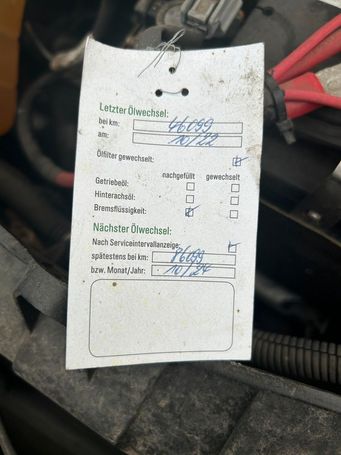 Letzter Ölwechsel:
bei km: 46099
am: 10/22
Ölfilter gewechselt:
nachgefüllt gewechselt
Getriebeöl:
Hinterachsöl:
Bremsflüssigkeit:
Nächster Ölwechsel:
Nach Serviceintervallanzeige:
spätestens bei km: 86099
bzw. Monat/Jahr: 10/24